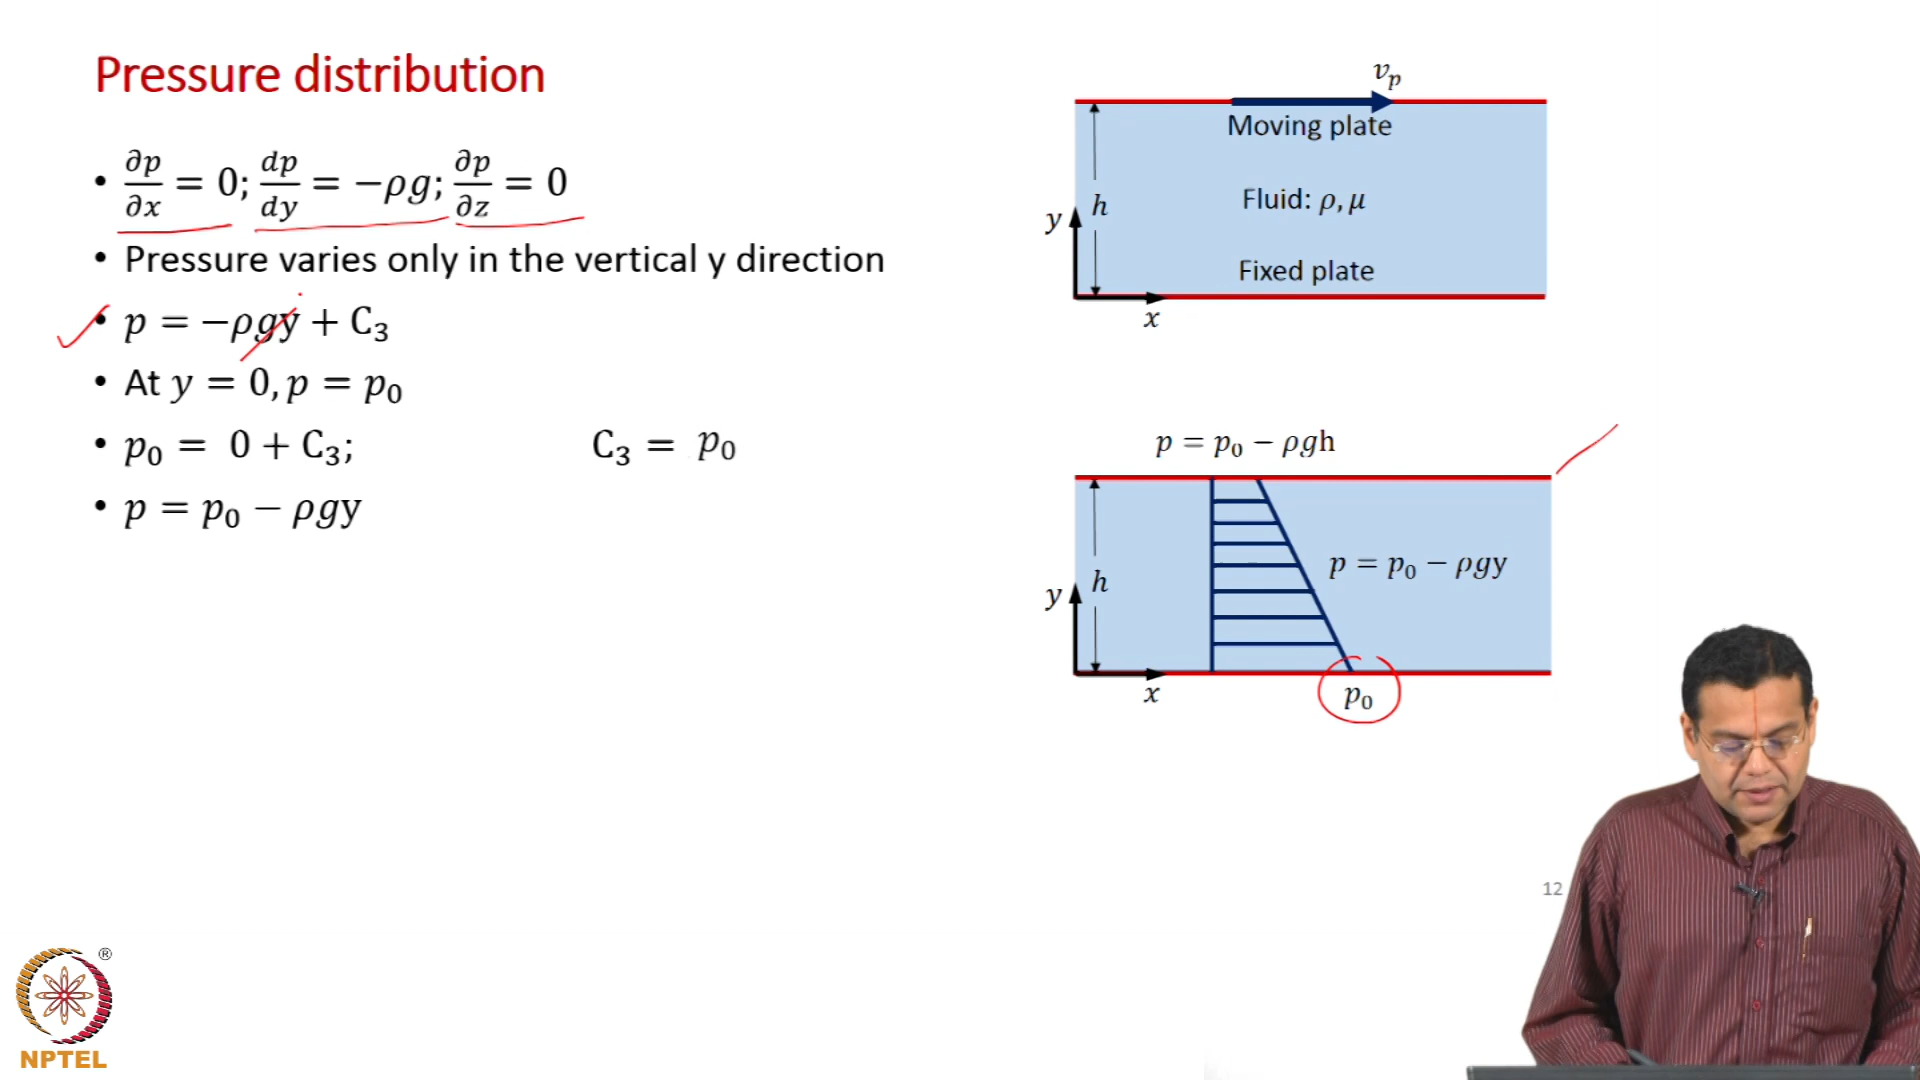 Pressure distribution
• ∂p/∂x = 0; dp/dy = −ρg; ∂p/∂z = 0
• Pressure varies only in the vertical y direction
• p = −ρgy + C₃
• At y = 0, p = p₀
• p₀ = 0 + C₃; C₃ = p₀
• p = p₀ − ρgy
vₚ
Moving plate
h
Fluid: ρ, μ
y
Fixed plate
x
p = p₀ − ρgh
h
p = p₀ − ρgy
y
x
p₀
12
®
NPTEL